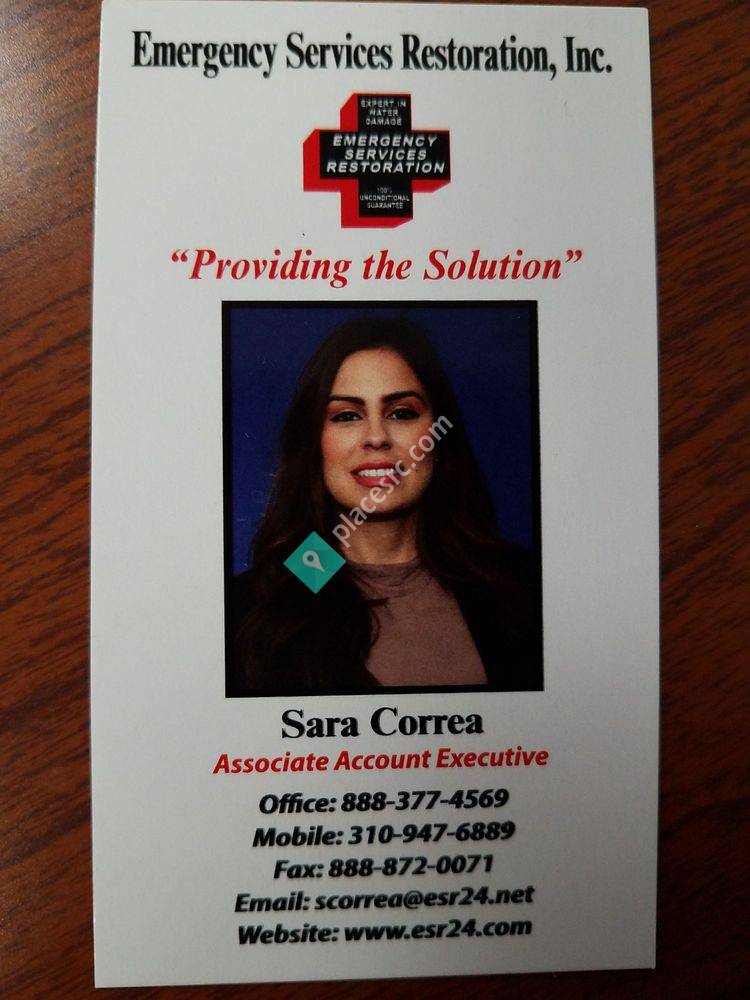 Emergency Services Restoration, Inc.
EXPERT IN
WATER
DAMAGE
EMERGENCY
SERVICES
RESTORATION
100%
UNCONDITIONAL
GUARANTEE
“Providing the Solution”
placesrc.com
Sara Correa
Associate Account Executive
Office: 888-377-4569
Mobile: 310-947-6889
Fax: 888-872-0071
Email: scorrea@esr24.net
Website: www.esr24.com